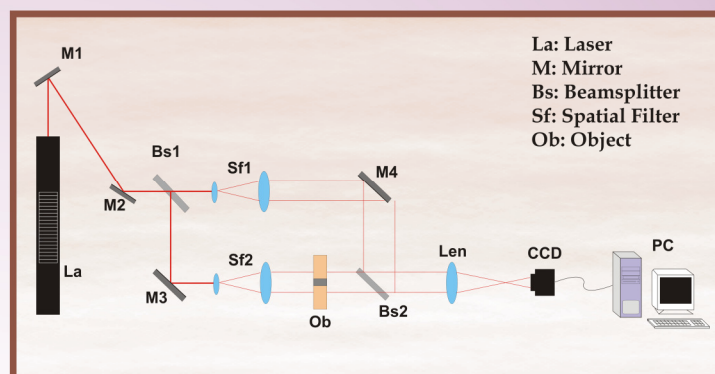 M1
La: Laser
M: Mirror
Bs: Beamsplitter
Sf: Spatial Filter
Ob: Object
Bs1
Sf1
M4
M2
Sf2
Len
CCD
PC
La
M3
Ob
Bs2